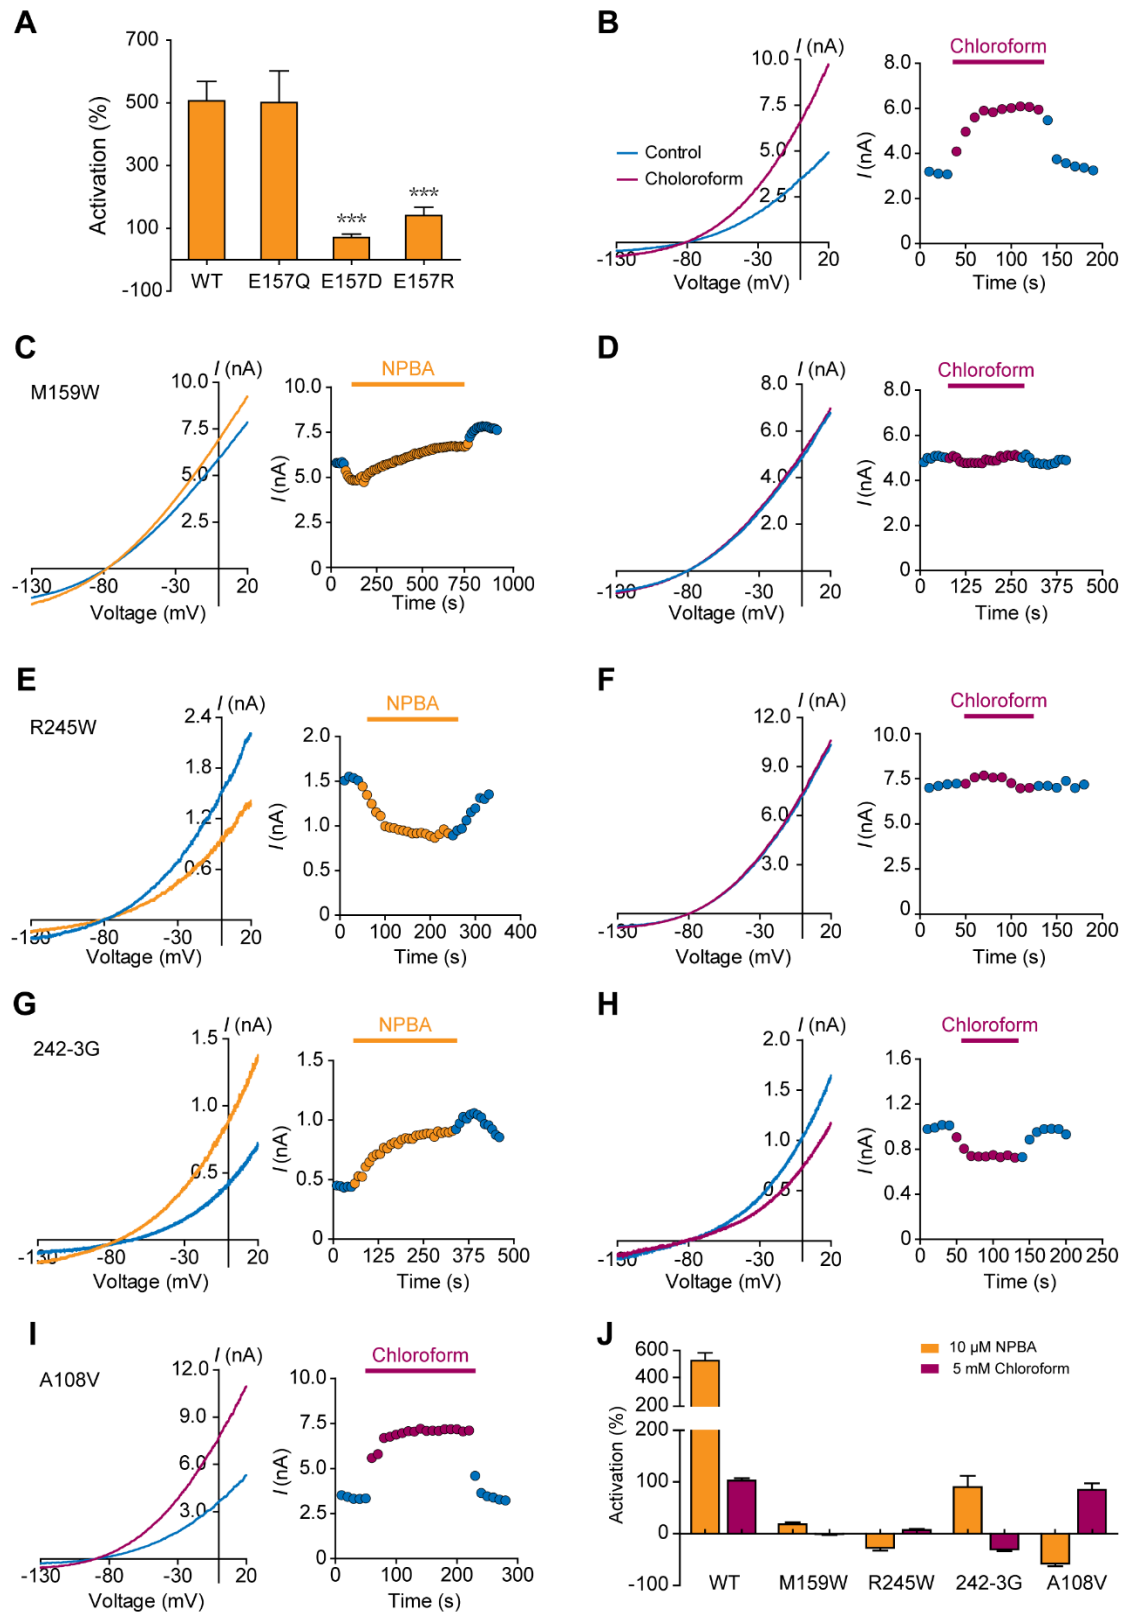 A
700
500
300
100
-100
Activation (%)
WT
E157Q
E157D
E157R
***
***
B
I (nA)
10.0
7.5
5.0
2.5
Control
Choloroform
-130
-80
-30
20
Voltage (mV)
Chloroform
8.0
6.0
4.0
2.0
0
I (nA)
0
50
100
150
200
Time (s)
C
M159W
I (nA)
10.0
7.5
5.0
2.5
-130
-80
-30
20
Voltage (mV)
NPBA
10.0
7.5
5.0
2.5
0
I (nA)
250
500
750
1000
Time (s)
D
I (nA)
8.0
6.0
4.0
2.0
-130
-80
-30
20
Voltage (mV)
Chloroform
8.0
6.0
4.0
2.0
0
I (nA)
0
125
250
375
500
Time (s)
E
R245W
I (nA)
2.4
1.8
1.2
0.6
-130
-80
-30
20
Voltage (mV)
NPBA
2.0
1.5
1.0
0.5
0
I (nA)
0
100
200
300
400
Time (s)
F
I (nA)
12.0
9.0
6.0
3.0
-130
-80
-30
20
Voltage (mV)
Chloroform
10.0
7.5
5.0
2.5
0
I (nA)
0
50
100
150
200
Time (s)
G
242-3G
I (nA)
1.5
1.0
0.5
-130
-80
-30
20
Voltage (mV)
NPBA
1.5
1.0
0.5
0
I (nA)
0
125
250
375
500
Time (s)
H
I (nA)
2.0
1.5
1.0
0.5
-130
-80
-30
20
Voltage (mV)
Chloroform
1.6
1.2
0.8
0.4
0
I (nA)
0
50
100
150
200
250
Time (s)
I
A108V
I (nA)
12.0
9.0
6.0
3.0
-130
-80
-30
20
Voltage (mV)
Chloroform
10.0
7.5
5.0
2.5
0
I (nA)
0
100
200
300
Time (s)
J
600
400
200
200
100
0
-100
Activation (%)
10 µM NPBA
5 mM Chloroform
WT
M159W
R245W
242-3G
A108V